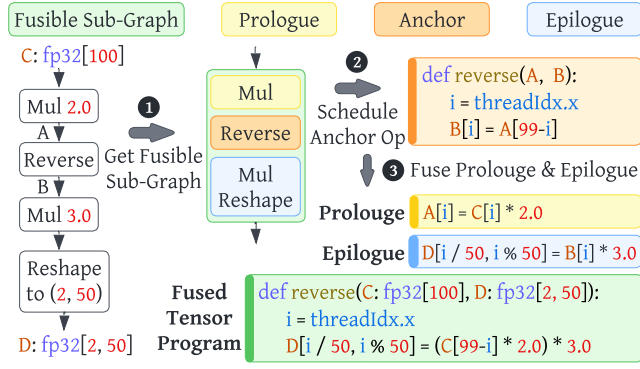 Fusible Sub-Graph
Prologue
Anchor
Epilogue
C: fp32[100]
Mul 2.0
A
Reverse
B
Mul 3.0
Reshape
to (2, 50)
D: fp32[2, 50]
1
Get Fusible
Sub-Graph
Mul
Reverse
Mul
Reshape
2
Schedule
Anchor Op
def reverse(A, B):
i = threadIdx.x
B[i] = A[99-i]
3 Fuse Prolouge & Epilogue
Prolouge
A[i] = C[i] * 2.0
Epilogue
D[i / 50, i % 50] = B[i] * 3.0
Fused
Tensor
Program
def reverse(C: fp32[100], D: fp32[2, 50]):
i = threadIdx.x
D[i / 50, i % 50] = (C[99-i] * 2.0) * 3.0